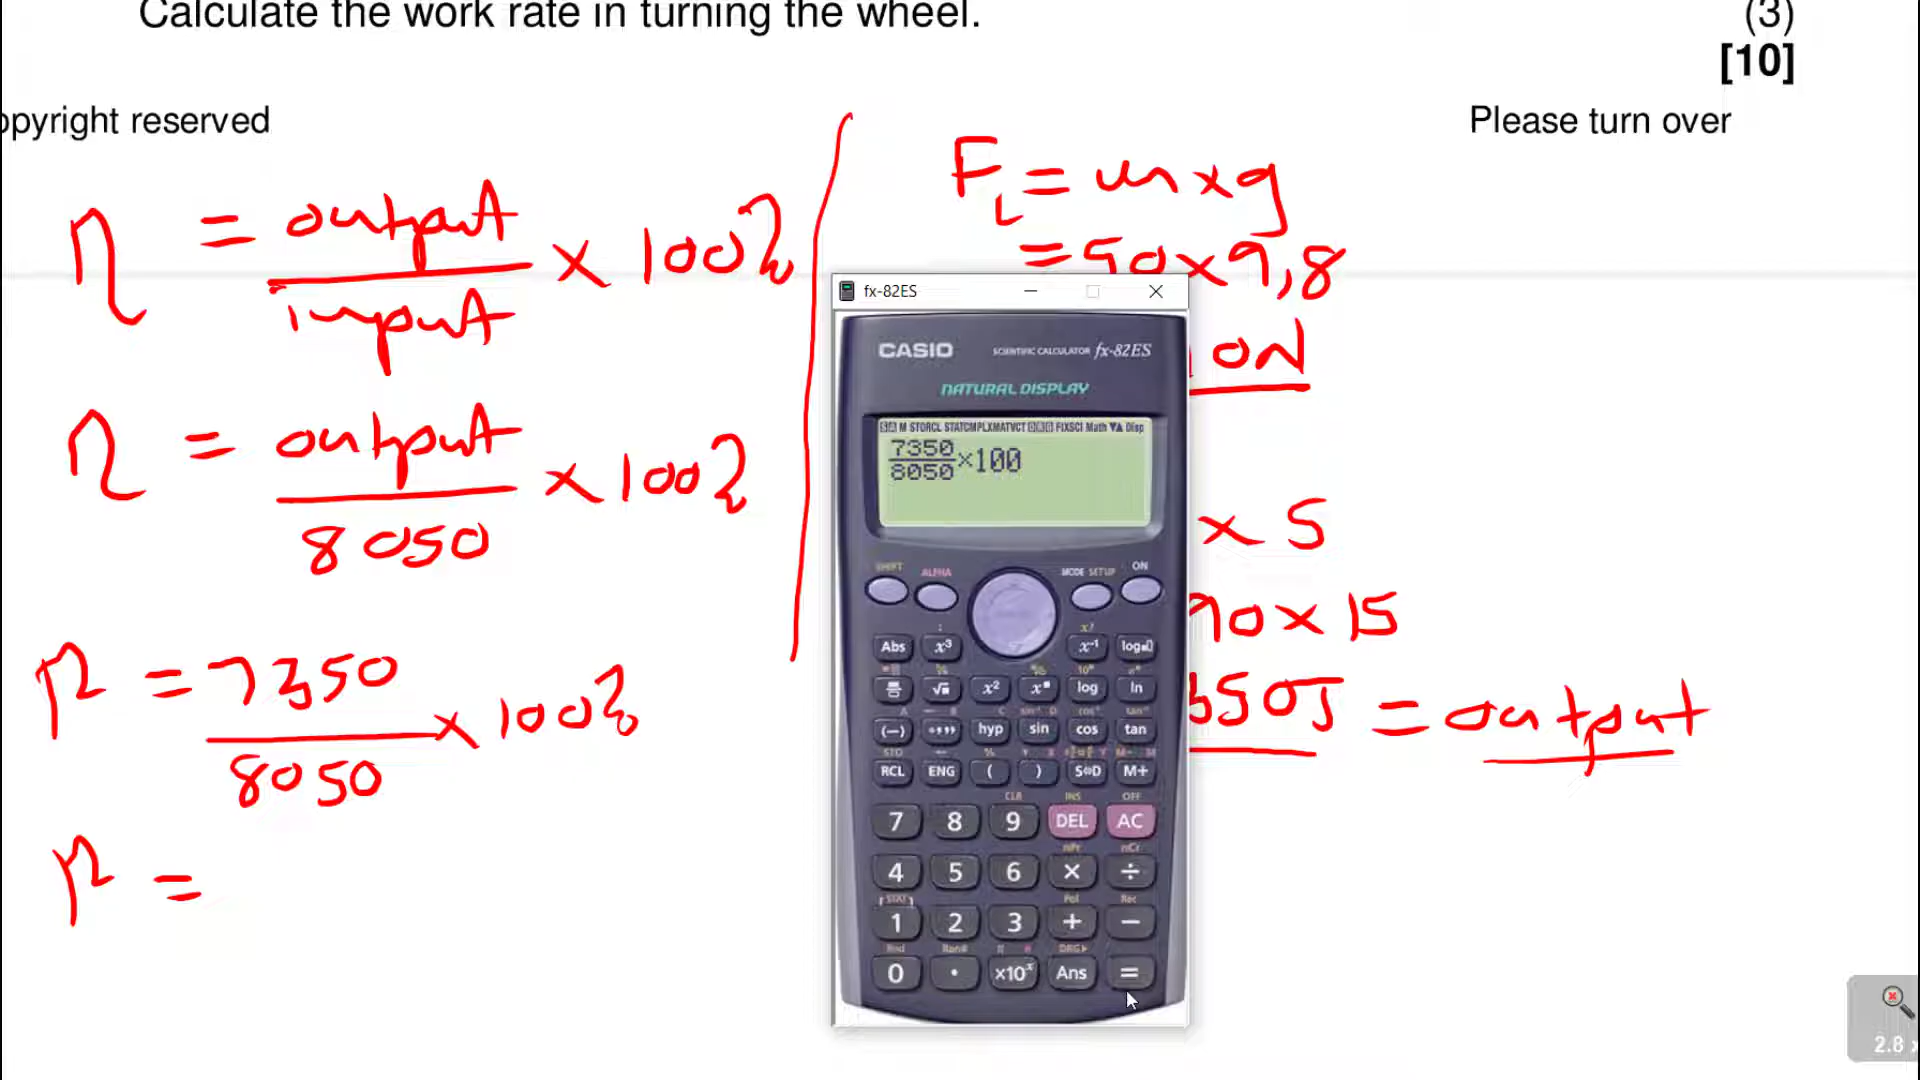 Calculate the work rate in turning the wheel.
(3)
[10]
opyright reserved
Please turn over
η = output / input × 100%
η = output / 8050 × 100%
η = 7350 / 8050 × 100%
η =
F_L = m×g
= 50×9,8
0N
× 5
90×15
350J = output
fx-82ES
CASIO
SCIENTIFIC CALCULATOR fx-82ES
NATURAL DISPLAY
7350/8050×100
SHIFT ALPHA MODE SETUP ON
Abs x³ x⁻¹ log
x² log ln
(−) hyp sin cos tan
RCL ENG ( ) S⇔D M+
7 8 9 DEL AC
4 5 6 × ÷
1 2 3 + −
0 . ×10ˣ Ans =
2.8 x